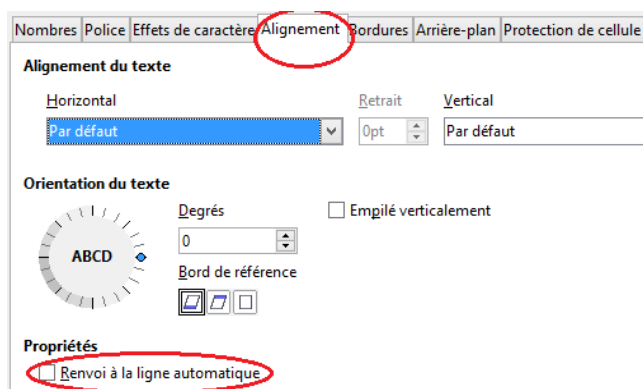 Nombres Police Effets de caractère Alignement Bordures Arrière-plan Protection de cellule
Alignement du texte
Horizontal Retrait Vertical
Par défaut 0pt Par défaut
Orientation du texte
Degrés Empilé verticalement
0
ABCD
Bord de référence
Propriétés
Renvoi à la ligne automatique